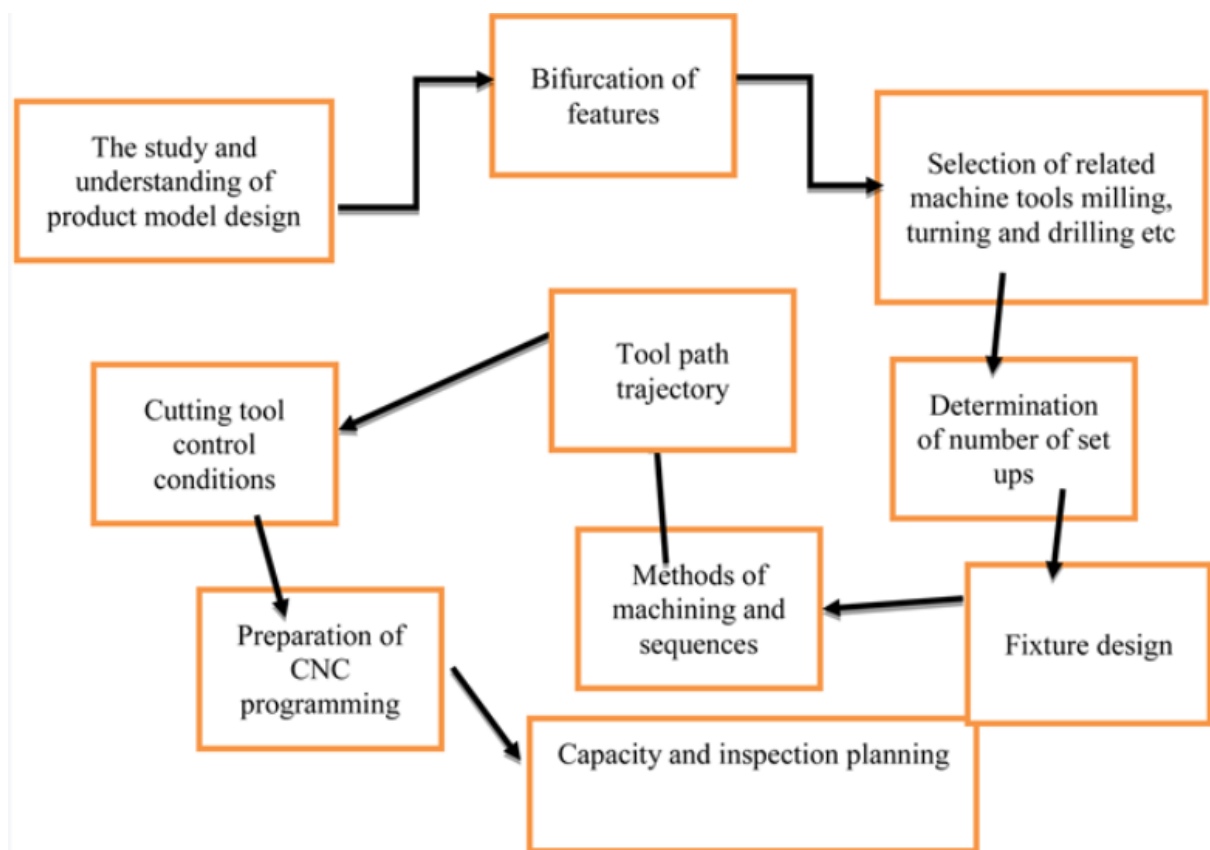 The study and
understanding of
product model design
Bifurcation of
features
Selection of related
machine tools milling,
turning and drilling etc
Determination
of number of set
ups
Fixture design
Methods of
machining and
sequences
Tool path
trajectory
Cutting tool
control
conditions
Preparation of
CNC
programming
Capacity and inspection planning